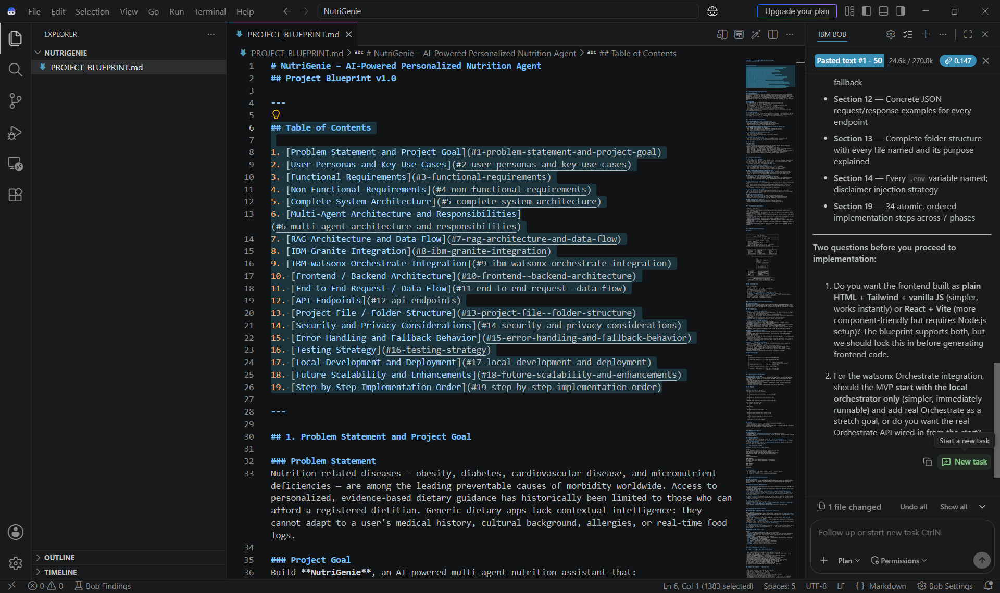 File Edit Selection View Go Run Terminal Help
NutriGenie
Upgrade your plan
EXPLORER
NUTRIGENIE
PROJECT_BLUEPRINT.md
OUTLINE
TIMELINE
PROJECT_BLUEPRINT.md
PROJECT_BLUEPRINT.md > abc # NutriGenie – AI-Powered Personalized Nutrition Agent > abc ## Table of Contents
1 # NutriGenie – AI-Powered Personalized Nutrition Agent
2 ## Project Blueprint v1.0
3
4 ---
5
6 ## Table of Contents
7
8 1. [Problem Statement and Project Goal](#1-problem-statement-and-project-goal)
9 2. [User Personas and Key Use Cases](#2-user-personas-and-key-use-cases)
10 3. [Functional Requirements](#3-functional-requirements)
11 4. [Non-Functional Requirements](#4-non-functional-requirements)
12 5. [Complete System Architecture](#5-complete-system-architecture)
13 6. [Multi-Agent Architecture and Responsibilities]
(#6-multi-agent-architecture-and-responsibilities)
14 7. [RAG Architecture and Data Flow](#7-rag-architecture-and-data-flow)
15 8. [IBM Granite Integration](#8-ibm-granite-integration)
16 9. [IBM watsonx Orchestrate Integration](#9-ibm-watsonx-orchestrate-integration)
17 10. [Frontend / Backend Architecture](#10-frontend--backend-architecture)
18 11. [End-to-End Request / Data Flow](#11-end-to-end-request--data-flow)
19 12. [API Endpoints](#12-api-endpoints)
20 13. [Project File / Folder Structure](#13-project-file--folder-structure)
21 14. [Security and Privacy Considerations](#14-security-and-privacy-considerations)
22 15. [Error Handling and Fallback Behavior](#15-error-handling-and-fallback-behavior)
23 16. [Testing Strategy](#16-testing-strategy)
24 17. [Local Development and Deployment](#17-local-development-and-deployment)
25 18. [Future Scalability and Enhancements](#18-future-scalability-and-enhancements)
26 19. [Step-by-Step Implementation Order](#19-step-by-step-implementation-order)
27
28 ---
29
30 ## 1. Problem Statement and Project Goal
31
32 ### Problem Statement
33 Nutrition-related diseases — obesity, diabetes, cardiovascular disease, and micronutrient
deficiencies — are among the leading preventable causes of morbidity worldwide. Access to
personalized, evidence-based dietary guidance has historically been limited to those who can
afford a registered dietitian. Generic dietary apps lack contextual intelligence: they
cannot adapt to a user's medical history, cultural background, allergies, or real-time food
logs.
34
35 ### Project Goal
36 Build **NutriGenie**, an AI-powered multi-agent nutrition assistant that:
IBM BOB
Pasted text #1 - 50 24.6k / 270.0k 0.147
fallback
• Section 12 — Concrete JSON
request/response examples for every
endpoint
• Section 13 — Complete folder structure
with every file named and its purpose
explained
• Section 14 — Every .env variable named;
disclaimer injection strategy
• Section 19 — 34 atomic, ordered
implementation steps across 7 phases
Two questions before you proceed to
implementation:
1. Do you want the frontend built as plain
HTML + Tailwind + vanilla JS (simpler,
works instantly) or React + Vite (more
component-friendly but requires Node.js
setup)? The blueprint supports both, but
we should lock this in before generating
frontend code.
2. For the watsonx Orchestrate integration,
should the MVP start with the local
orchestrator only (simpler, immediately
runnable) and add real Orchestrate as a
stretch goal, or do you want the real
Orchestrate API wired in from the start?
Start a new task
New task
1 file changed Undo all Show all
Follow up or start new task CtrlN
Plan Permissions
0 0 Bob Findings
Ln 6, Col 1 (1383 selected) Spaces: 5 UTF-8 LF { } Markdown Bob Settings